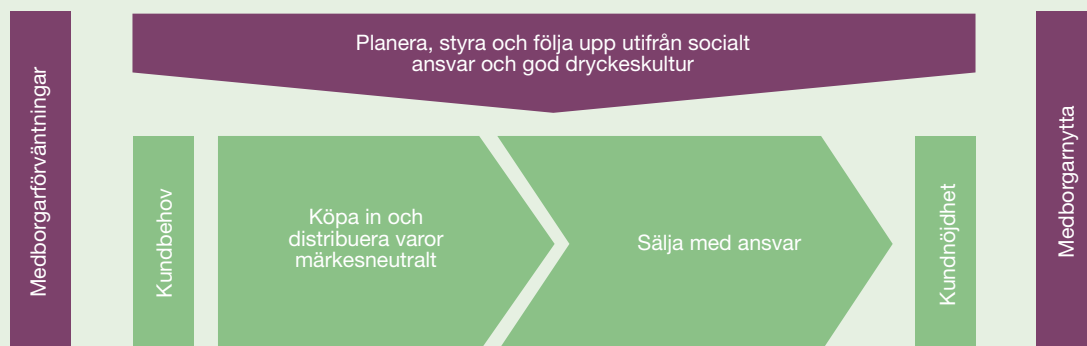 Medborgarförväntningar
Planera, styra och följa upp utifrån socialt
ansvar och god dryckeskultur
Kundbehov
Köpa in och
distribuera varor
märkesneutralt
Sälja med ansvar
Kundnöjdhet
Medborgarnytta